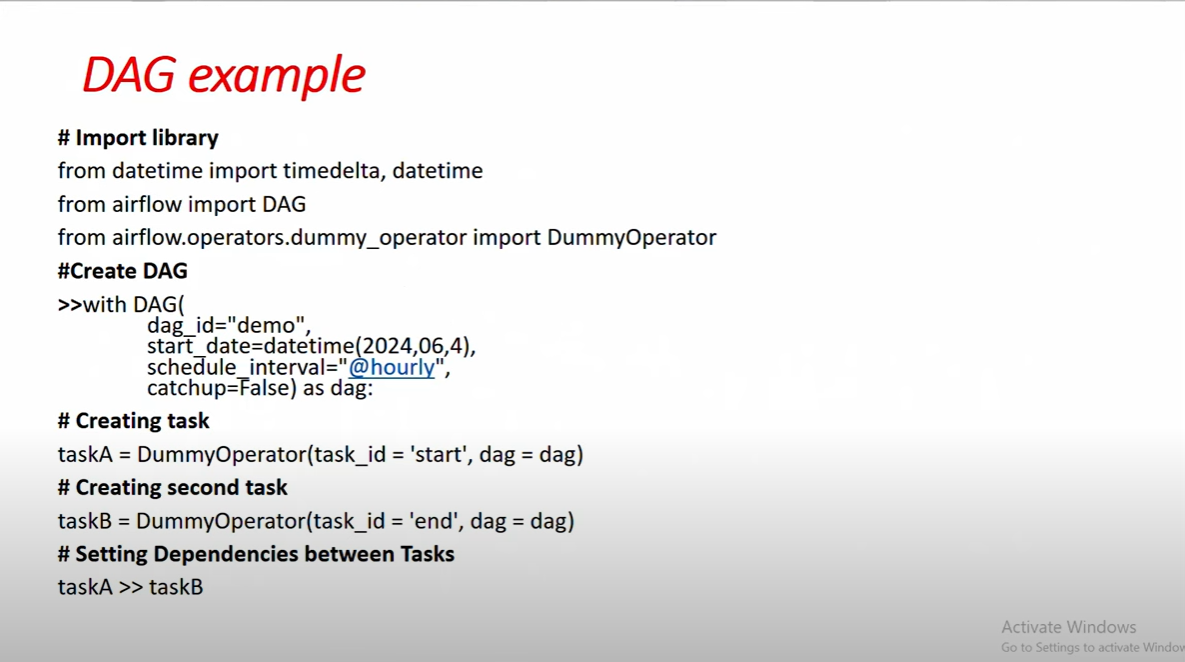 DAG example
# Import library
from datetime import timedelta, datetime
from airflow import DAG
from airflow.operators.dummy_operator import DummyOperator
#Create DAG
>>with DAG(
dag_id="demo",
start_date=datetime(2024,06,4),
schedule_interval="@hourly",
catchup=False) as dag:
# Creating task
taskA = DummyOperator(task_id = 'start', dag = dag)
# Creating second task
taskB = DummyOperator(task_id = 'end', dag = dag)
# Setting Dependencies between Tasks
taskA >> taskB
Activate Windows
Go to Settings to activate Window